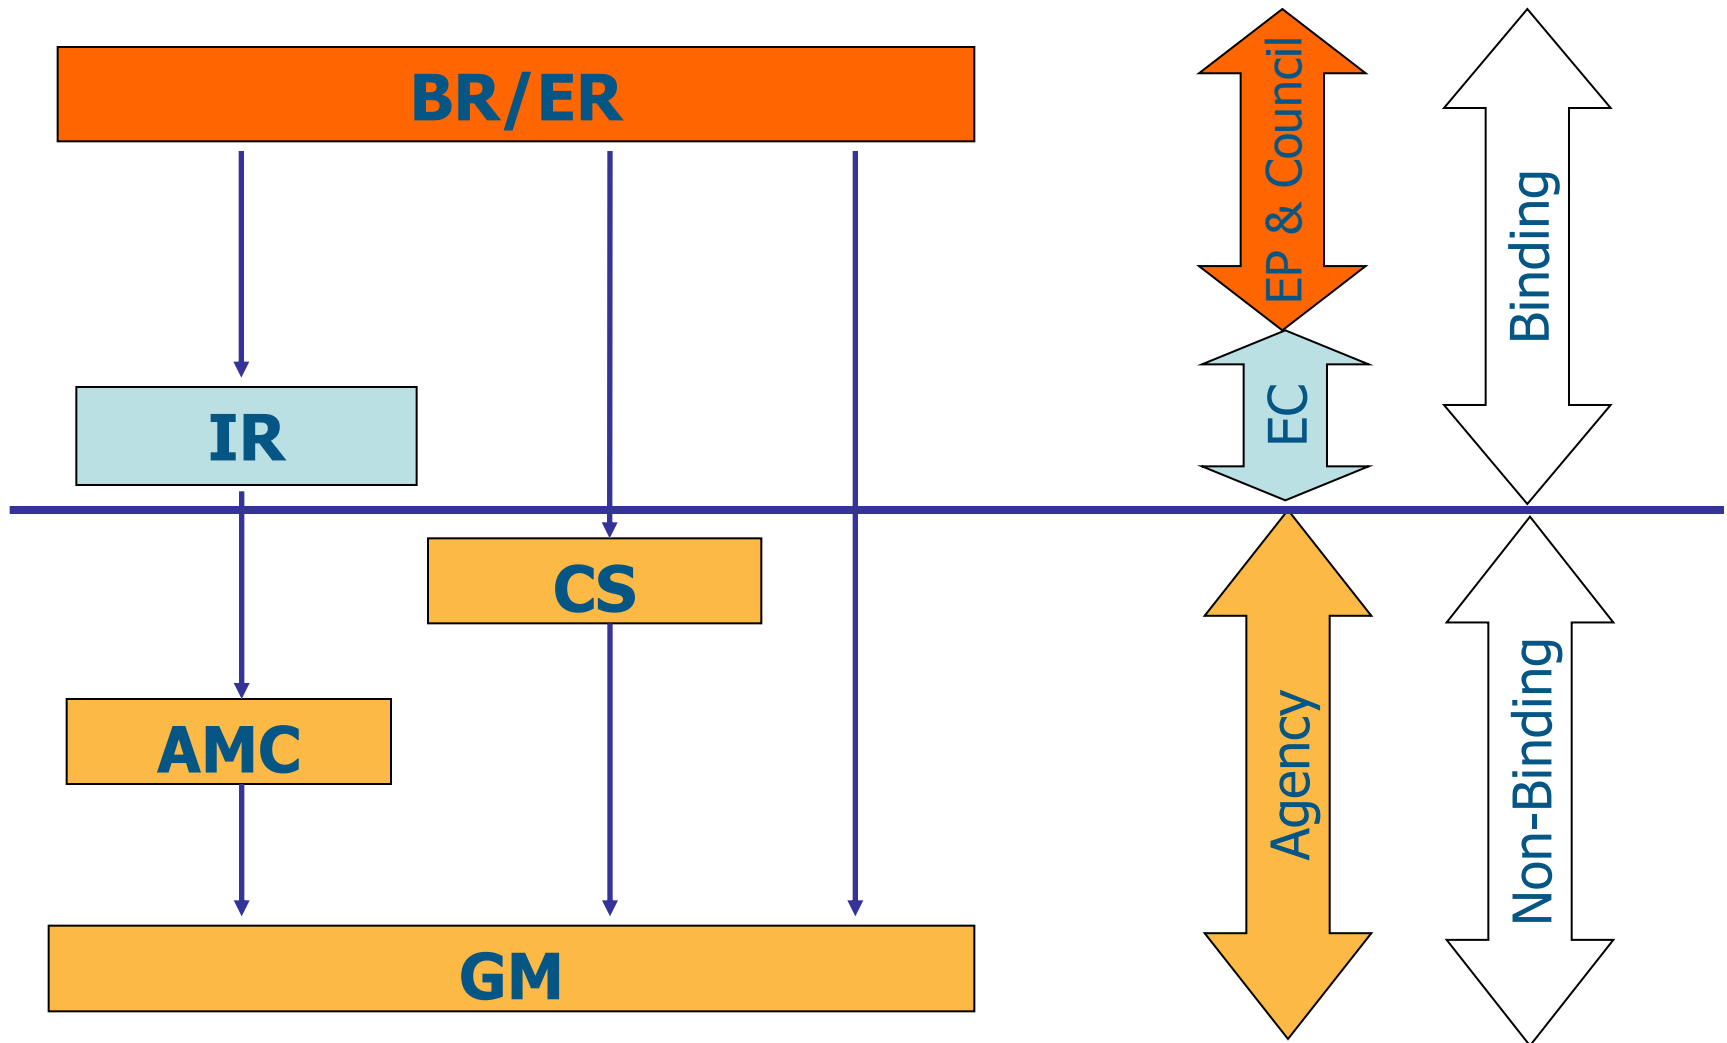 BR/ER
IR
CS
AMC
GM
EP & Council
EC
Agency
Binding
Non-Binding